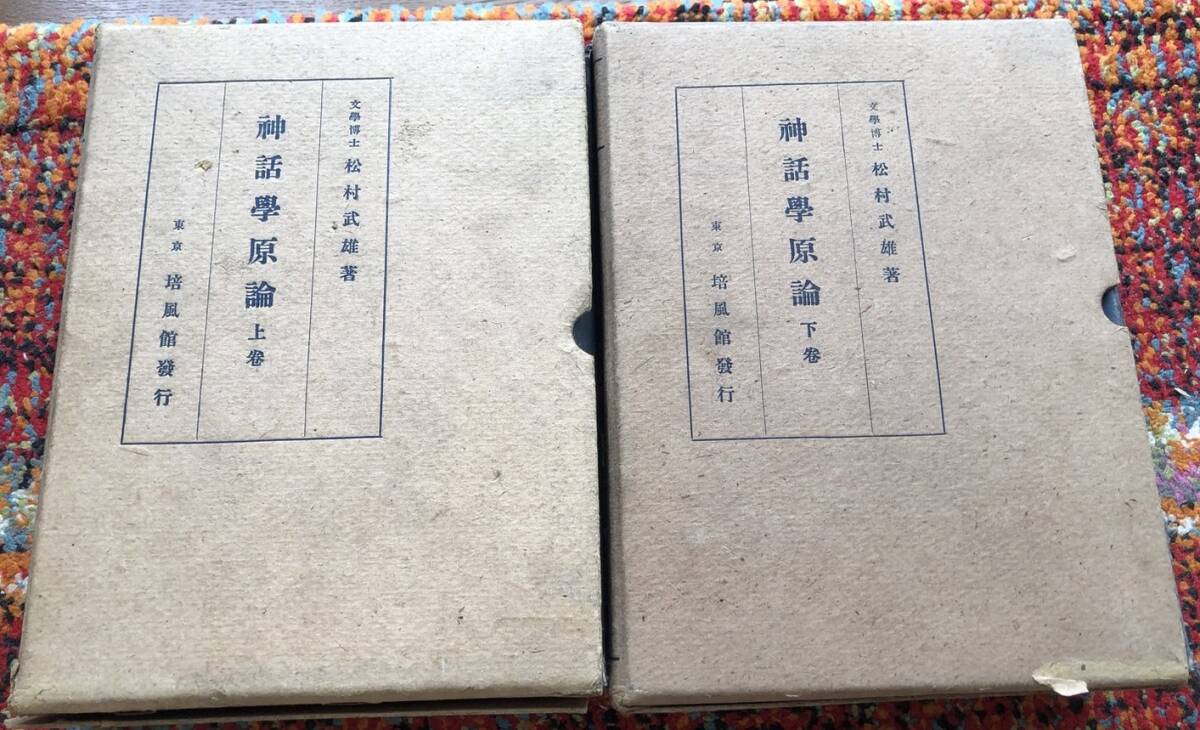 文學博士 松村武雄著
神話學原論 上卷
東京 培風館發行
文學博士 松村武雄著
神話學原論 下卷
東京 培風館發行